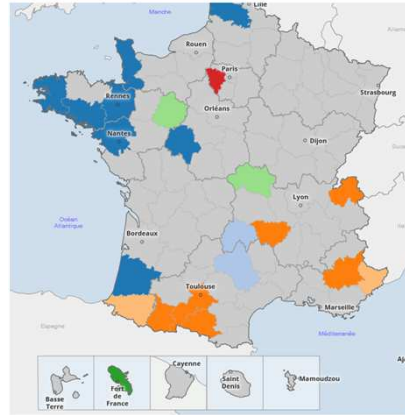 Manche
Lille
Rouen
Paris
Strasbourg
Rennes
Orléans
Nantes
Dijon
Océan
Atlantique
Lyon
Bordeaux
Toulouse
Marseille
Espagne
Méditerranée
Cayenne
Basse
Terre
Fort
de
France
Saint
Denis
Mamoudzou